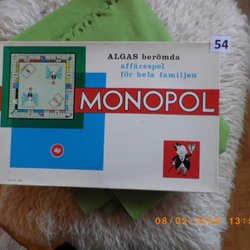 ALGAS berömda
affärsspel
för hela familjen
54
MONOPOL